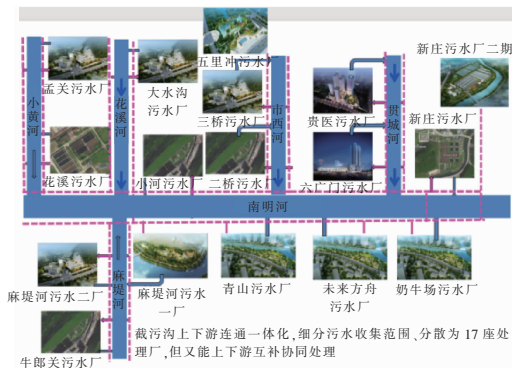 五里冲污水厂
新庄污水厂二期
孟关污水厂
大水沟
污水厂
小黄河
花溪河
三桥污水厂
市西河
贵医污水厂
贯城河
新庄污水厂
花溪污水厂
小河污水厂
二桥污水厂
六广门污水厂
南明河
麻堤河污水二厂
麻堤河
麻堤河污水
一厂
青山污水厂
未来方舟
污水厂
奶牛场污水厂
牛郎关污水厂
截污沟上下游连通一体化,细分污水收集范围、分散为17座处
理厂,但又能上下游互补协同处理